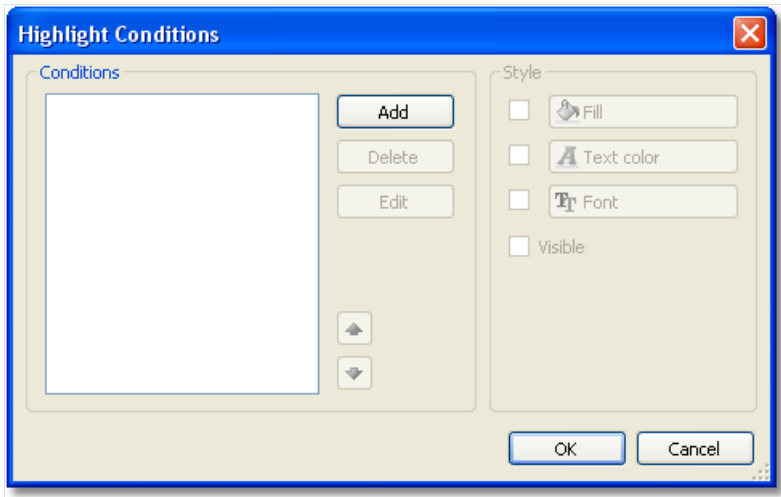 Highlight Conditions
Conditions
Add
Delete
Edit
Style
Fill
Text color
Font
Visible
OK
Cancel